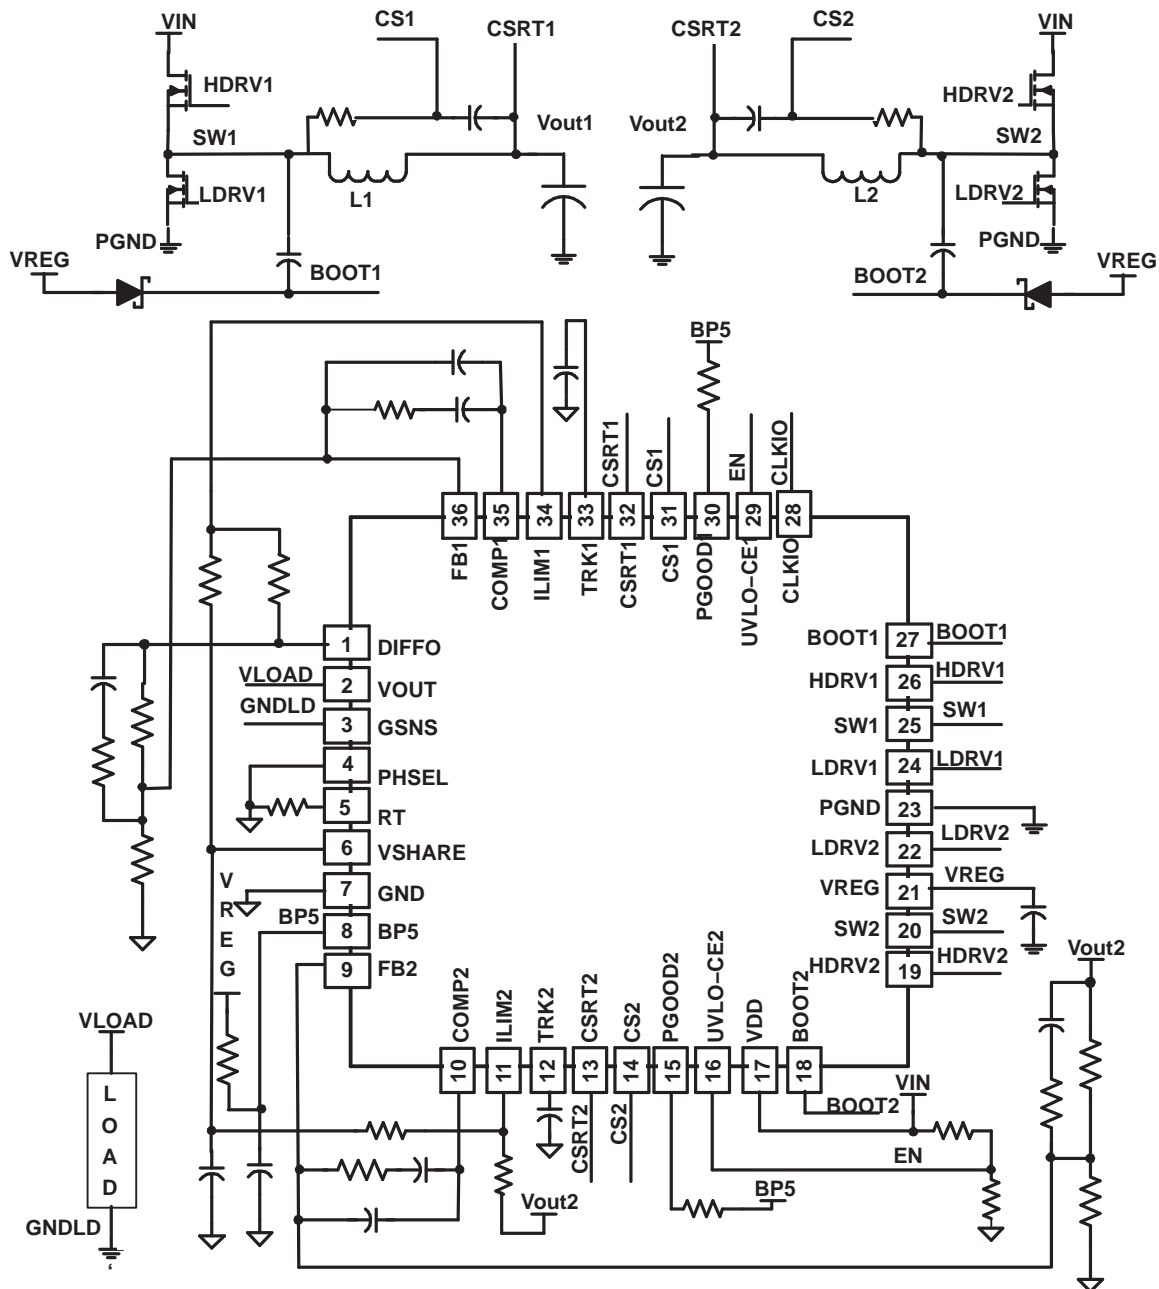 VIN
CS1
CSRT1
CSRT2
CS2
VIN
HDRV1
HDRV2
Vout1
Vout2
SW1
SW2
LDRV1
L1
L2
LDRV2
PGND
PGND
VREG
BOOT1
BOOT2
VREG
BP5
CSRT1
CS1
EN
CLKIO
36
35
34
33
32
31
30
29
28
FB1
COMP1
ILIM1
TRK1
CSRT1
CS1
PGOOD1
UVLO–CE1
CLKIO
1 DIFFO
VLOAD 2 VOUT
GNDLD 3 GSNS
4 PHSEL
5 RT
6 VSHARE
7 GND
BP5 8 BP5
9 FB2
VREG
BOOT1 27 BOOT1
HDRV1 26 HDRV1
SW1 25 SW1
LDRV1 24 LDRV1
PGND 23
LDRV2 22 LDRV2
VREG 21 VREG
SW2 20 SW2
HDRV2 19 HDRV2
Vout2
COMP2
ILIM2
TRK2
CSRT2
CS2
PGOOD2
UVLO–CE2
VDD
BOOT2
10
11
12
13
14
15
16
17
18
VLOAD
LOAD
GNDLD
CSRT2
CS2
VIN
BOOT2
EN
BP5
Vout2